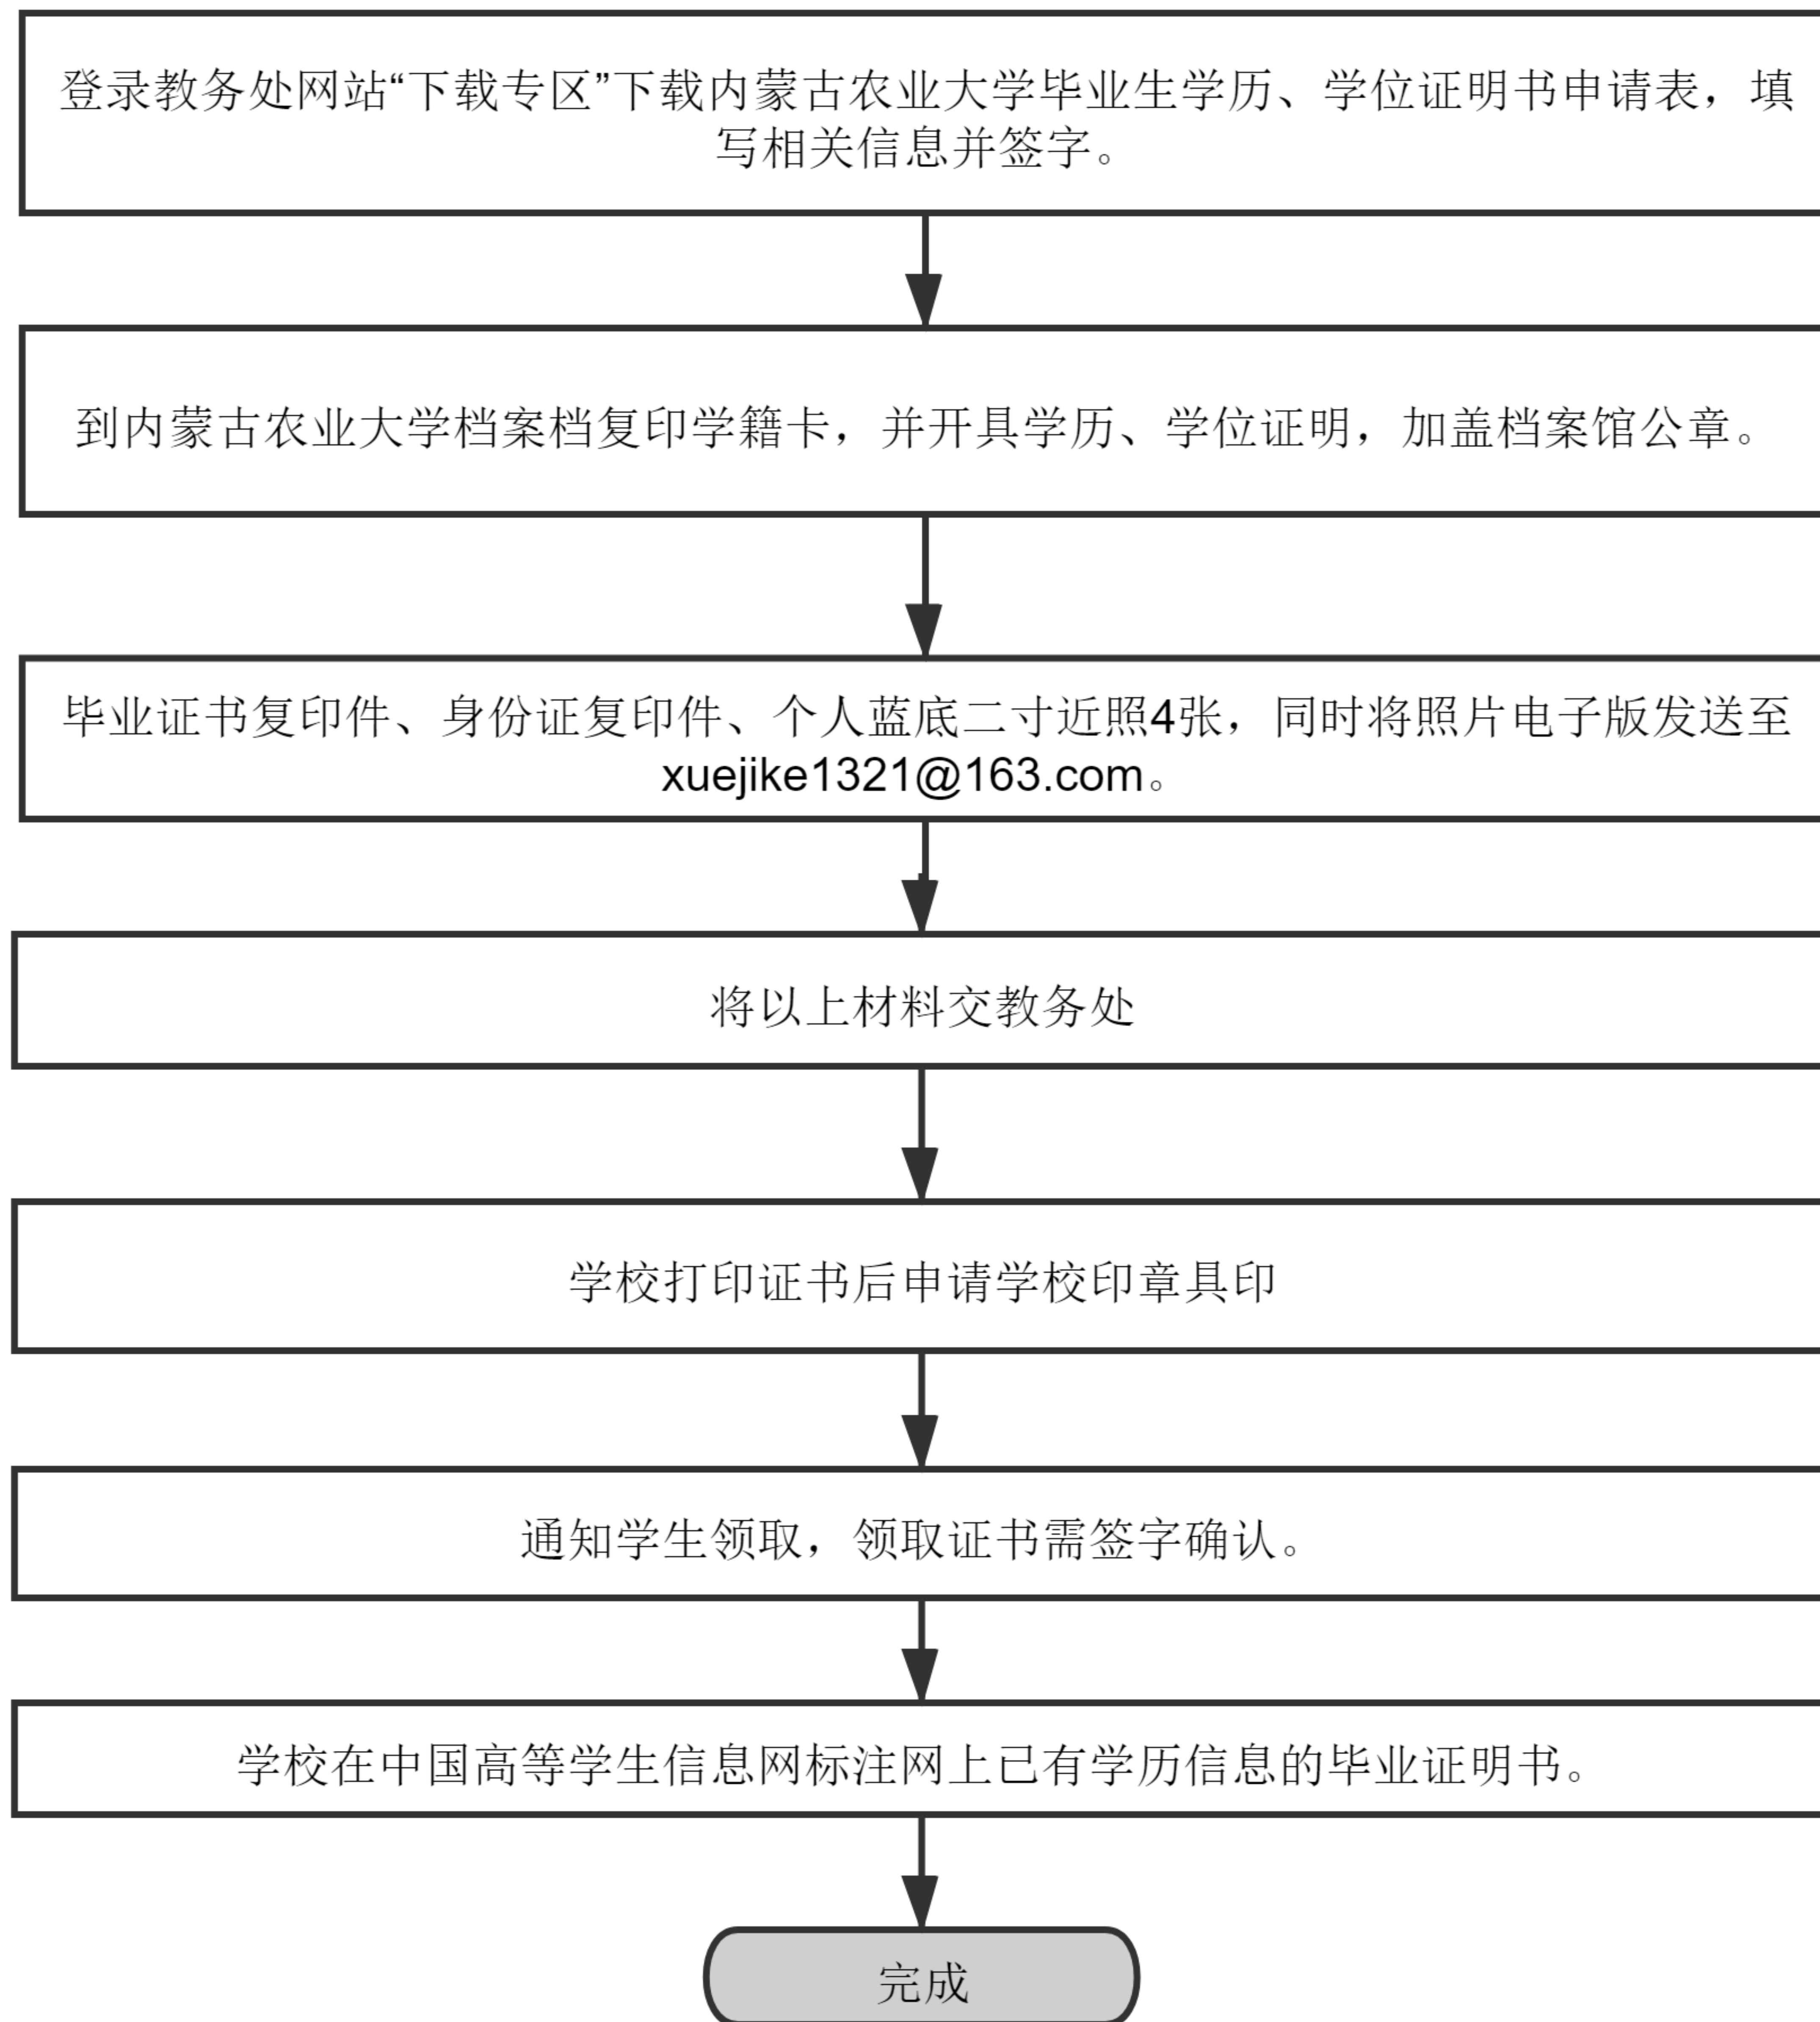 登录教务处网站“下载专区”下载内蒙古农业大学毕业生学历、学位证明书申请表，填
写相关信息并签字。
到内蒙古农业大学档案档复印学籍卡，并开具学历、学位证明，加盖档案馆公章。
毕业证书复印件、身份证复印件、个人蓝底二寸近照4张，同时将照片电子版发送至
xuejike1321@163.com。
将以上材料交教务处
学校打印证书后申请学校印章具印
通知学生领取，领取证书需签字确认。
学校在中国高等学生信息网标注网上已有学历信息的毕业证明书。
完成